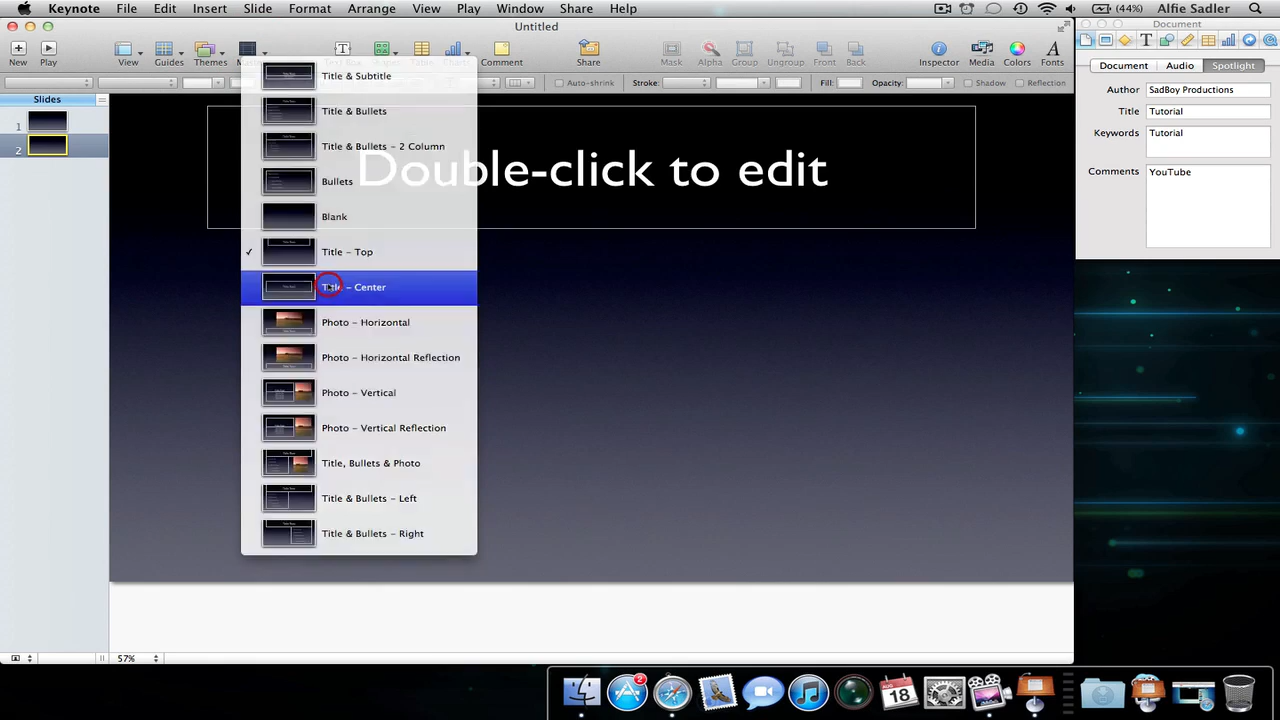 Keynote File Edit Insert Slide Format Arrange View Play Window Share Help (44%) Alfie Sadler
Untitled
Document
New Play View Guides Themes Comment Share Mask Group Ungroup Front Back Inspector Fonts
Auto-shrink Stroke: Fill: Opacity Reflection
Document Audio Spotlight
Author SadBoy Productions
Title Tutorial
Keywords Tutorial
Comments YouTube
Slides
1
2
Double-click to edit
Title & Subtitle
Title & Bullets
Title & Bullets - 2 Column
Bullets
Blank
✓ Title - Top
Title - Center
Photo - Horizontal
Photo - Horizontal Reflection
Photo - Vertical
Photo - Vertical Reflection
Title, Bullets & Photo
Title & Bullets - Left
Title & Bullets - Right
57%
2
AUG
18